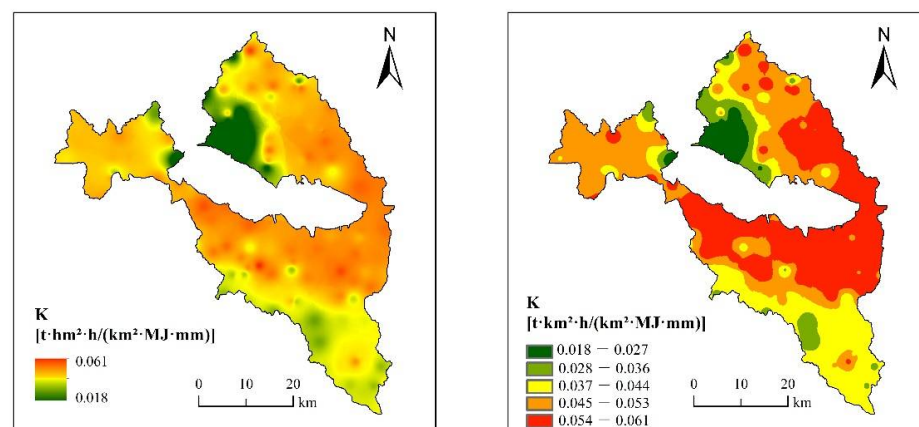 N
K
[t·hm²·h/(km²·MJ·mm)]
0.061
0.018
0 10 20
km
N
K
[t·km²·h/(km²·MJ·mm)]
0.018 — 0.027
0.028 — 0.036
0.037 — 0.044
0.045 — 0.053
0.054 — 0.061
0 10 20
km